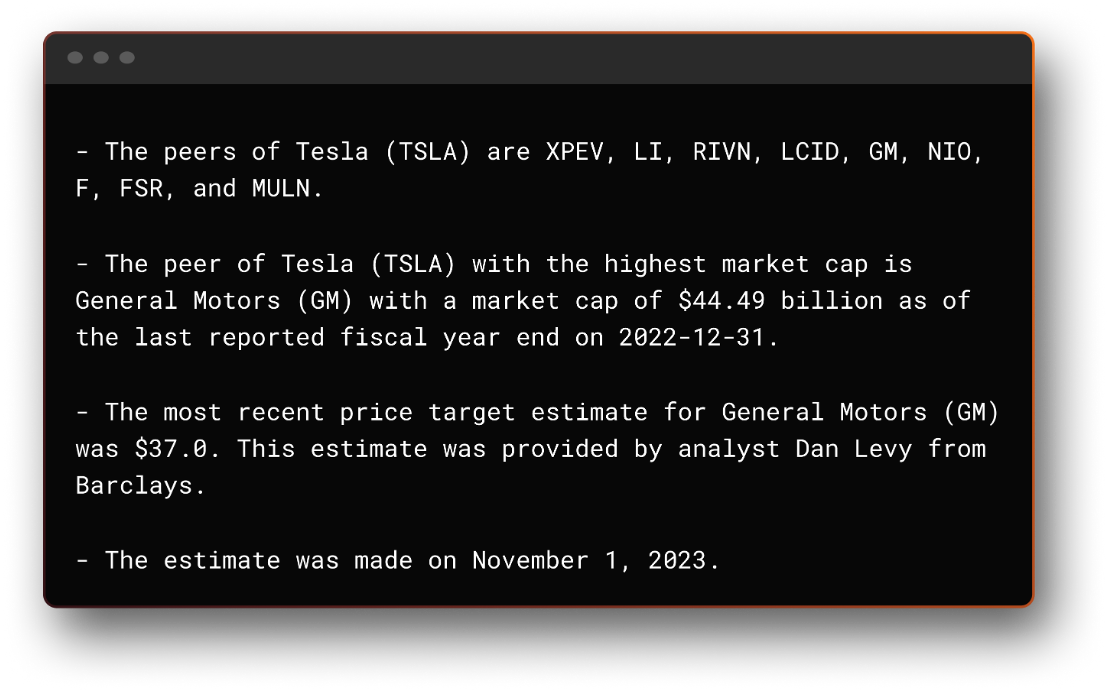 - The peers of Tesla (TSLA) are XPEV, LI, RIVN, LCID, GM, NIO,
F, FSR, and MULN.
- The peer of Tesla (TSLA) with the highest market cap is
General Motors (GM) with a market cap of $44.49 billion as of
the last reported fiscal year end on 2022-12-31.
- The most recent price target estimate for General Motors (GM)
was $37.0. This estimate was provided by analyst Dan Levy from
Barclays.
- The estimate was made on November 1, 2023.